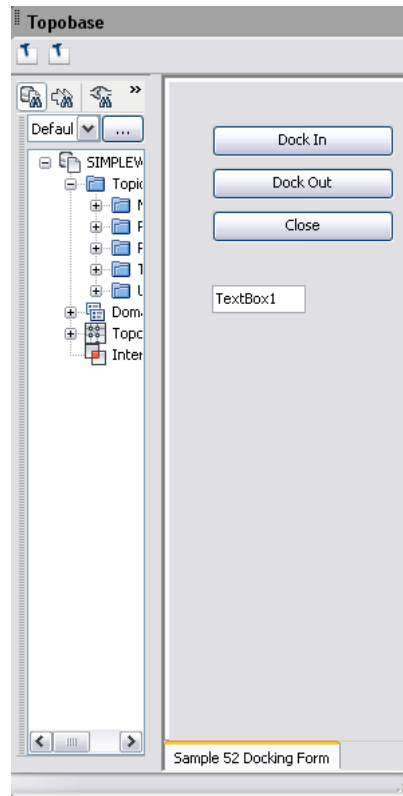 Topobase
»
Defaul
...
SIMPLEW
Topic
Dom
Topo
Inter
Dock In
Dock Out
Close
TextBox1
Sample 52 Docking Form